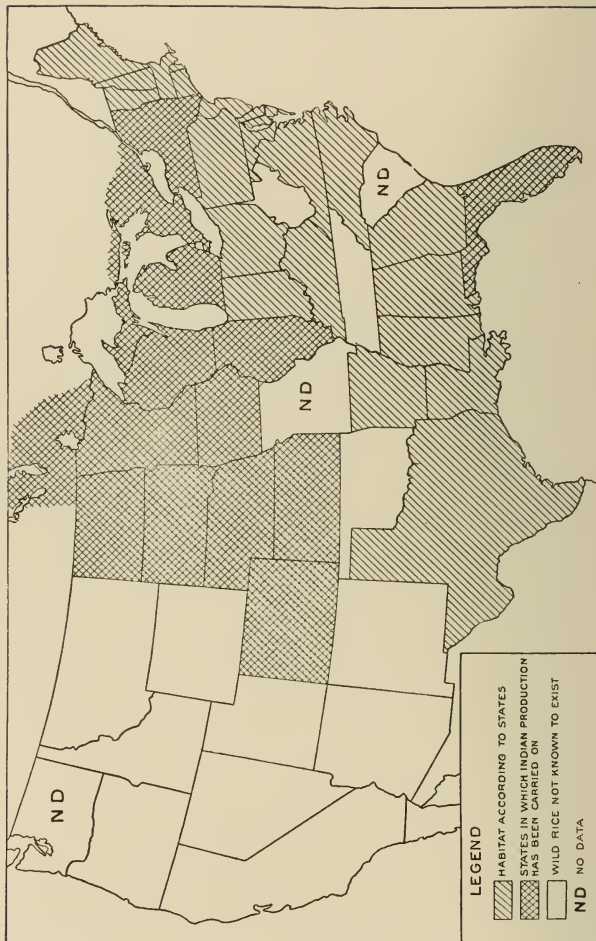 ND
ND
ND
LEGEND
HABITAT ACCORDING TO STATES
STATES IN WHICH INDIAN PRODUCTION
HAS BEEN CARRIED ON
WILD RICE NOT KNOWN TO EXIST
ND NO DATA